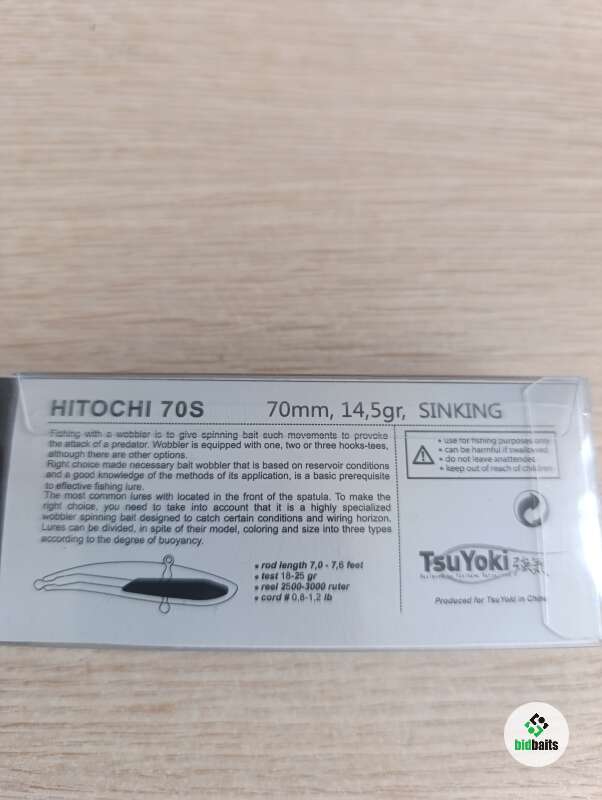 HITOCHI 70S 70mm, 14,5gr, SINKING
Fishing with a wobbler is to give spinning bait such movements to provoke
the attack of a predator. Wobbler is equipped with one, two or three hooks-tees,
although there are other options.
Right choice made necessary bait wobbler that is based on reservoir conditions
and a good knowledge of the methods of its application, is a basic prerequisite
to effective fishing lure.
The most common lures with located in the front of the spatula. To make the
right choice, you need to take into account that it is a highly specialized
wobbler spinning bait designed to catch certain conditions and wiring horizon.
Lures can be divided, in spite of their model, coloring and size into three types
according to the degree of buoyancy.
• rod length 7,0 - 7,6 feet
• test 18-25 gr
• reel 2500-3000 ruter
• cord # 0,8-1,2 lb
• use for fishing purposes only
• can be harmful if swallowed
• do not leave unattended
• keep out of reach of children
TsuYoki
Produced for TsuYoki in China
bidbaits